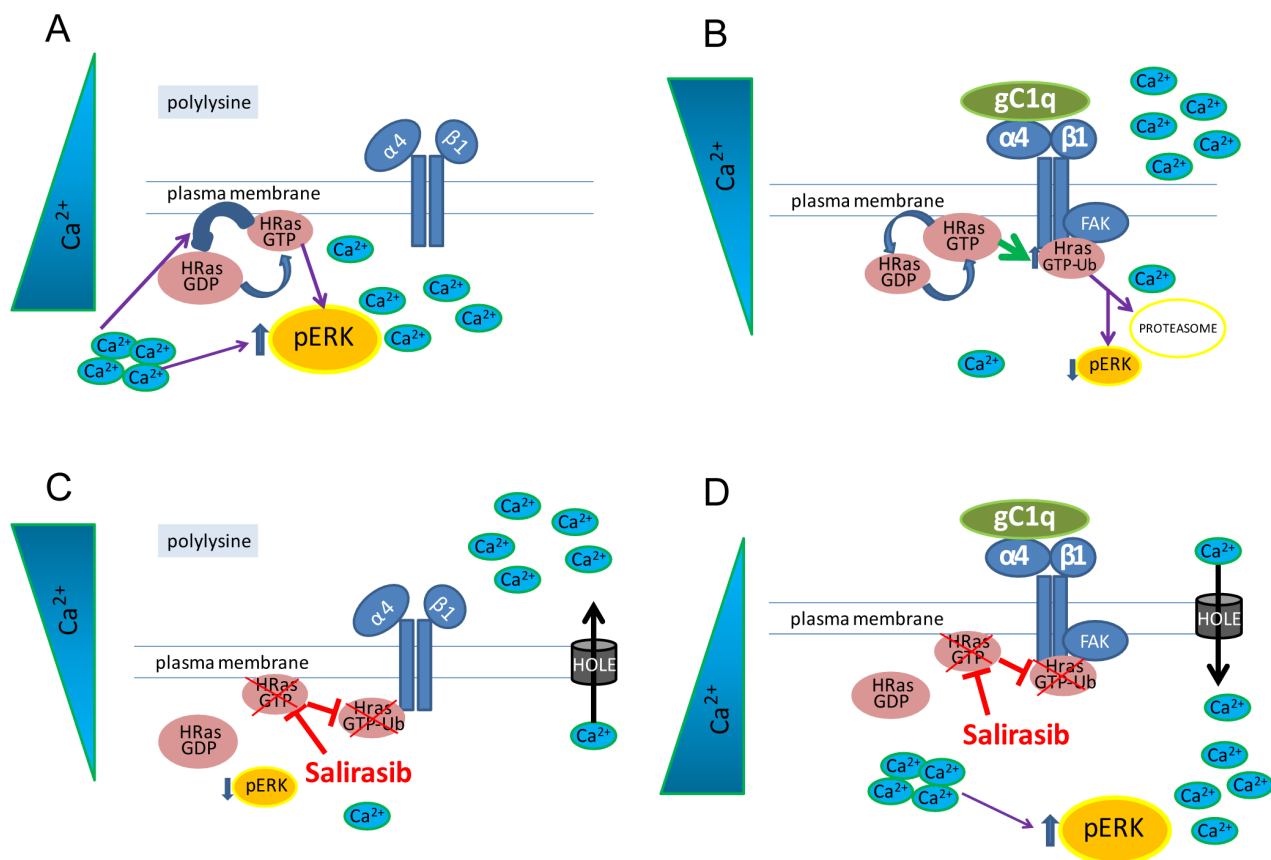 A
Ca2+
polylysine
α4
β1
plasma membrane
HRas
GTP
HRas
GDP
Ca2+
Ca2+
Ca2+
Ca2+
Ca2+
pERK
Ca2+
Ca2+
Ca2+
Ca2+
B
Ca2+
gC1q
α4
β1
Ca2+
Ca2+
Ca2+
Ca2+
Ca2+
plasma membrane
FAK
HRas
GTP
HRas
GDP
Hras
GTP-Ub
Ca2+
PROTEASOME
Ca2+
pERK
C
Ca2+
polylysine
Ca2+
Ca2+
Ca2+
Ca2+
Ca2+
α4
β1
plasma membrane
HOLE
HRas
GTP
Hras
GTP-Ub
HRas
GDP
Ca2+
Salirasib
pERK
Ca2+
D
Ca2+
gC1q
α4
β1
Ca2+
plasma membrane
HOLE
FAK
HRas
GTP
Hras
GTP-Ub
HRas
GDP
Ca2+
Salirasib
Ca2+
Ca2+
Ca2+
Ca2+
Ca2+
Ca2+
Ca2+
pERK
Ca2+